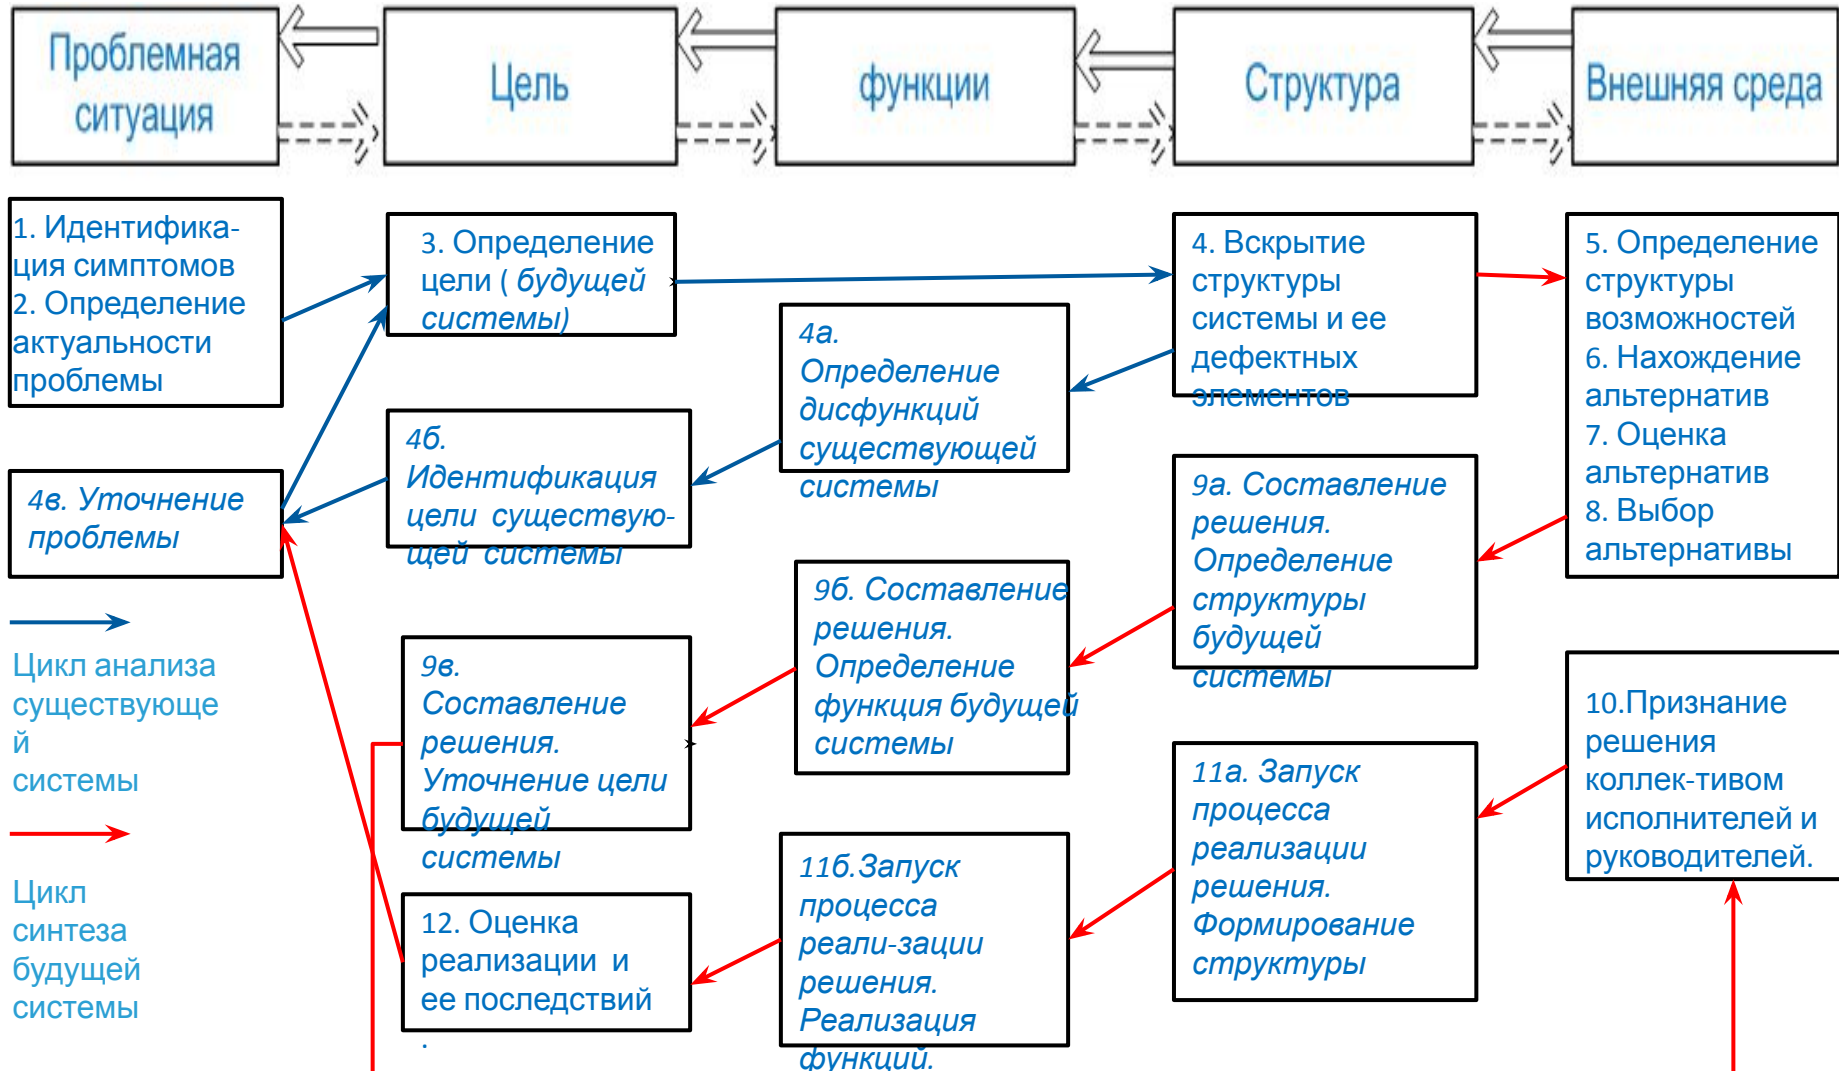 Проблемная
ситуация
Цель
функции
Структура
Внешняя среда
1. Идентифика-
ция симптомов
2. Определение
актуальности
проблемы
3. Определение
цели ( будущей
системы)
4. Вскрытие
структуры
системы и ее
дефектных
элементов
5. Определение
структуры
возможностей
6. Нахождение
альтернатив
7. Оценка
альтернатив
8. Выбор
альтернативы
4а.
Определение
дисфункций
существующей
системы
4б.
Идентификация
цели существую-
щей системы
4в. Уточнение
проблемы
9а. Составление
решения.
Определение
структуры
будущей
системы
9б. Составление
решения.
Определение
функция будущей
системы
9в.
Составление
решения.
Уточнение цели
будущей
системы
10.Признание
решения
коллек-тивом
исполнителей и
руководителей.
11а. Запуск
процесса
реализации
решения.
Формирование
структуры
11б.Запуск
процесса
реали-зации
решения.
Реализация
функций.
12. Оценка
реализации и
ее последствий
.
Цикл анализа
существующе
й
системы
Цикл
синтеза
будущей
системы